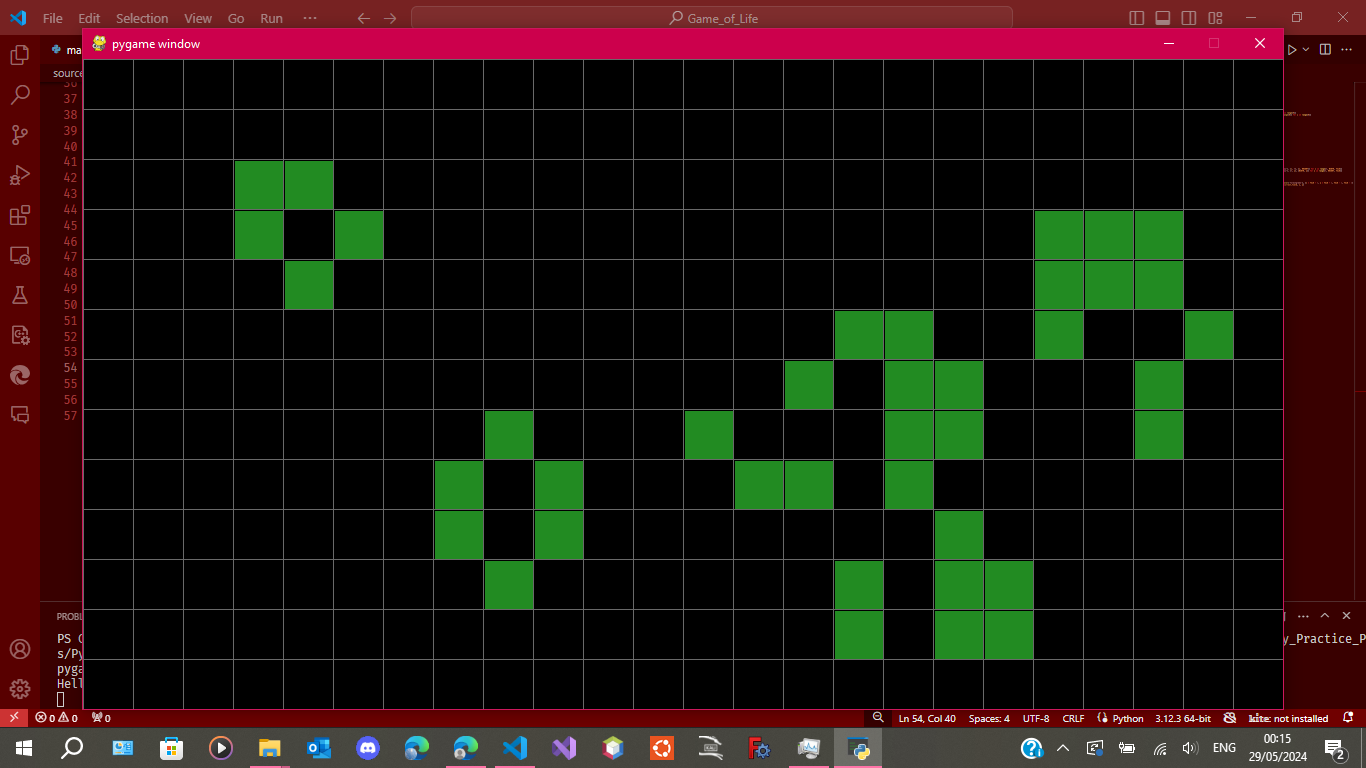 File Edit Selection View Go Run ··· Game_of_Life
pygame window
ma
source
36
37
38
39
40
41
42
43
44
45
46
47
48
49
50
51
52
53
54
55
56
57
PROBL
PS C y_Practice_P
s/Py
pyga
Hell
0 0 0 Ln 54, Col 40 Spaces: 4 UTF-8 CRLF Python 3.12.3 64-bit kite: not installed
ENG 00:15
29/05/2024
2